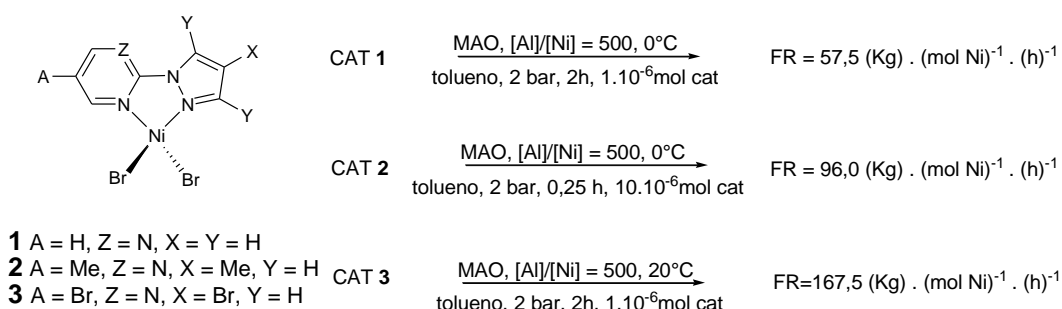 Y
Z
X
A
N
N
N
Y
Ni
Br
Br
1 A = H, Z = N, X = Y = H
2 A = Me, Z = N, X = Me, Y = H
3 A = Br, Z = N, X = Br, Y = H
CAT 1
MAO, [Al]/[Ni] = 500, 0°C
tolueno, 2 bar, 2h, 1.10-6mol cat
FR = 57,5 (Kg) . (mol Ni)-1 . (h)-1
CAT 2
MAO, [Al]/[Ni] = 500, 0°C
tolueno, 2 bar, 0,25 h, 10.10-6mol cat
FR = 96,0 (Kg) . (mol Ni)-1 . (h)-1
CAT 3
MAO, [Al]/[Ni] = 500, 20°C
tolueno, 2 bar, 2h, 1.10-6mol cat
FR=167,5 (Kg) . (mol Ni)-1 . (h)-1